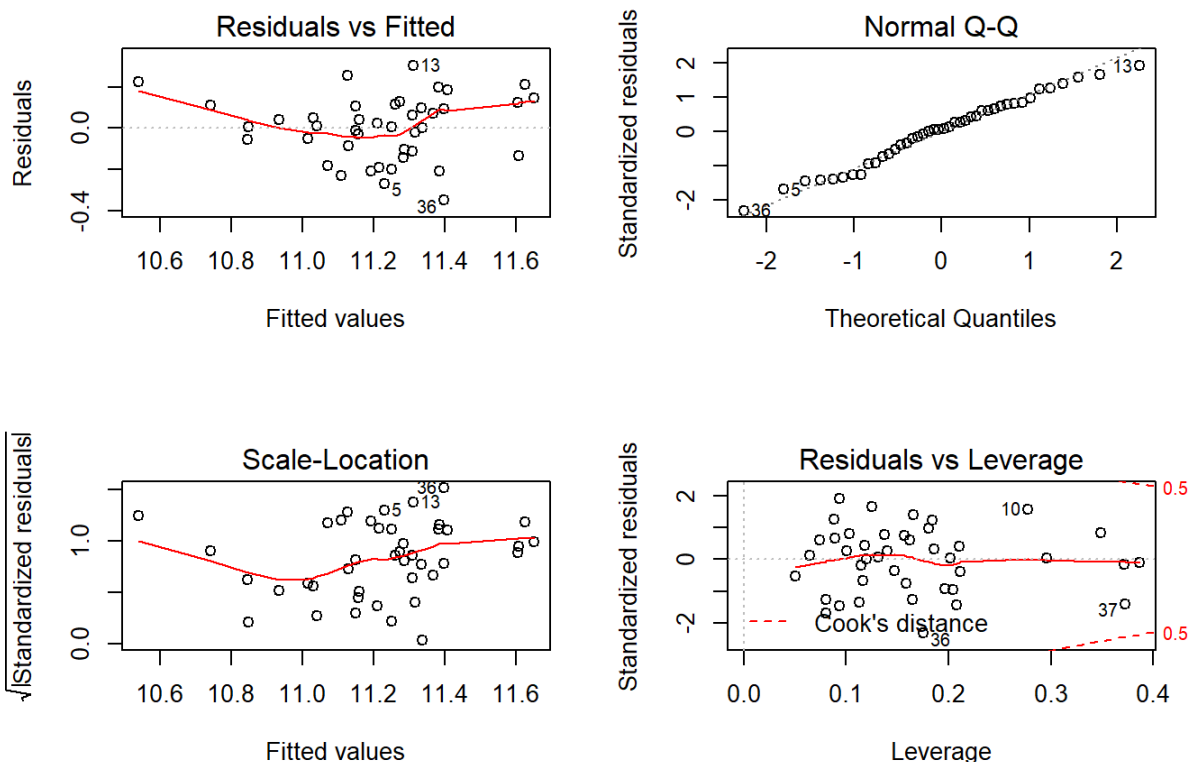 Residuals vs Fitted
Residuals
0.0
-0.4
13
5
36
10.6 10.8 11.0 11.2 11.4 11.6
Fitted values
Normal Q-Q
Standardized residuals
2
1
0
-2
13
5
36
-2 -1 0 1 2
Theoretical Quantiles
Scale-Location
√|Standardized residuals|
1.0
0.0
36
13
5
10.6 10.8 11.0 11.2 11.4 11.6
Fitted values
Residuals vs Leverage
Standardized residuals
2
1
0
-2
10
37
36
0.5
0.5
Cook's distance
0.0 0.1 0.2 0.3 0.4
Leverage